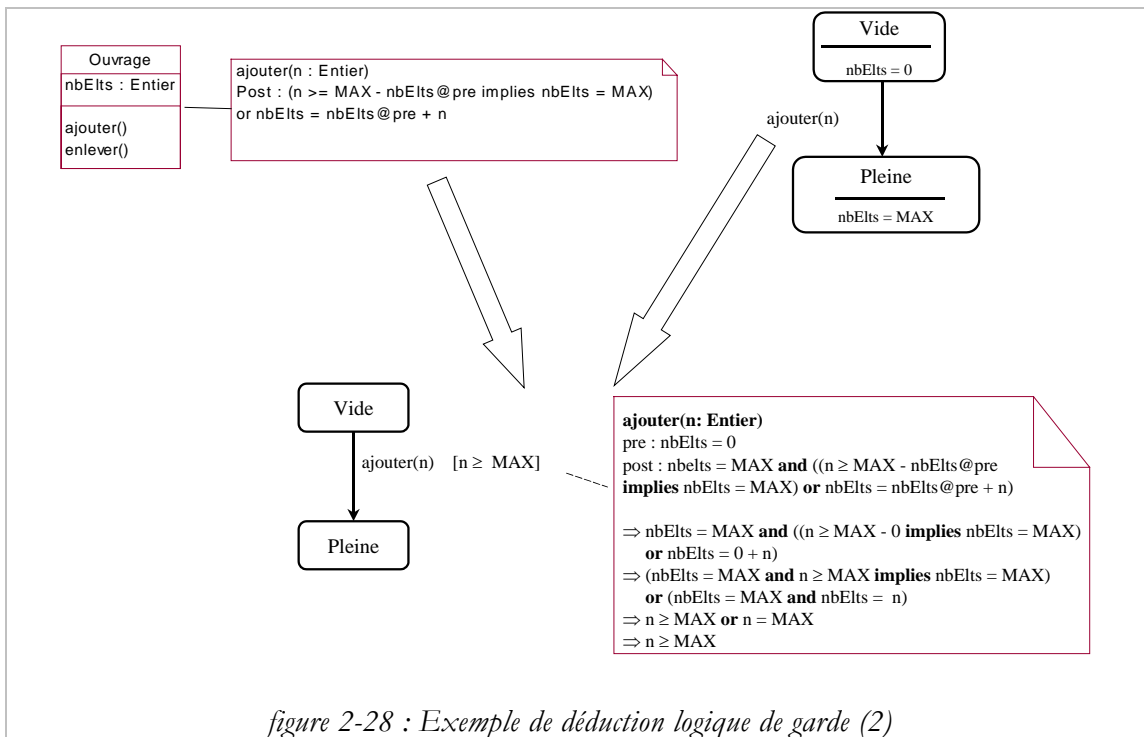 Ouvrage
nbElts : Entier
ajouter()
enlever()
ajouter(n : Entier)
Post : (n >= MAX - nbElts@pre implies nbElts = MAX)
or nbElts = nbElts@pre + n
Vide
nbElts = 0
ajouter(n)
Pleine
nbElts = MAX
Vide
ajouter(n) [n ≥ MAX]
Pleine
ajouter(n: Entier)
pre : nbElts = 0
post : nbelts = MAX and ((n ≥ MAX - nbElts@pre
implies nbElts = MAX) or nbElts = nbElts@pre + n)
⇒ nbElts = MAX and ((n ≥ MAX - 0 implies nbElts = MAX)
or nbElts = 0 + n)
⇒ (nbElts = MAX and n ≥ MAX implies nbElts = MAX)
or (nbElts = MAX and nbElts = n)
⇒ n ≥ MAX or n = MAX
⇒ n ≥ MAX
figure 2-28 : Exemple de déduction logique de garde (2)